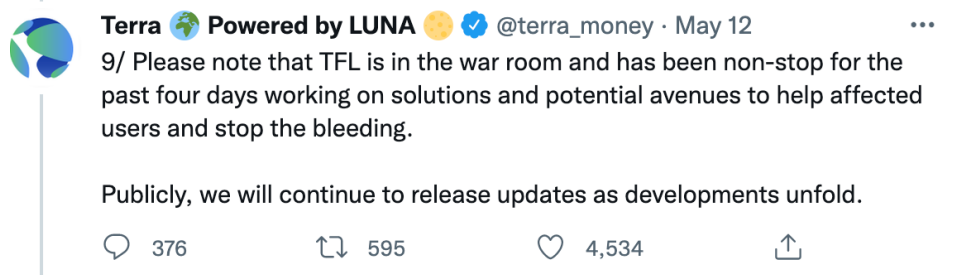 Terra 🌍 Powered by LUNA 🌕 @terra_money · May 12
9/ Please note that TFL is in the war room and has been non-stop for the
past four days working on solutions and potential avenues to help affected
users and stop the bleeding.
Publicly, we will continue to release updates as developments unfold.
376 595 4,534